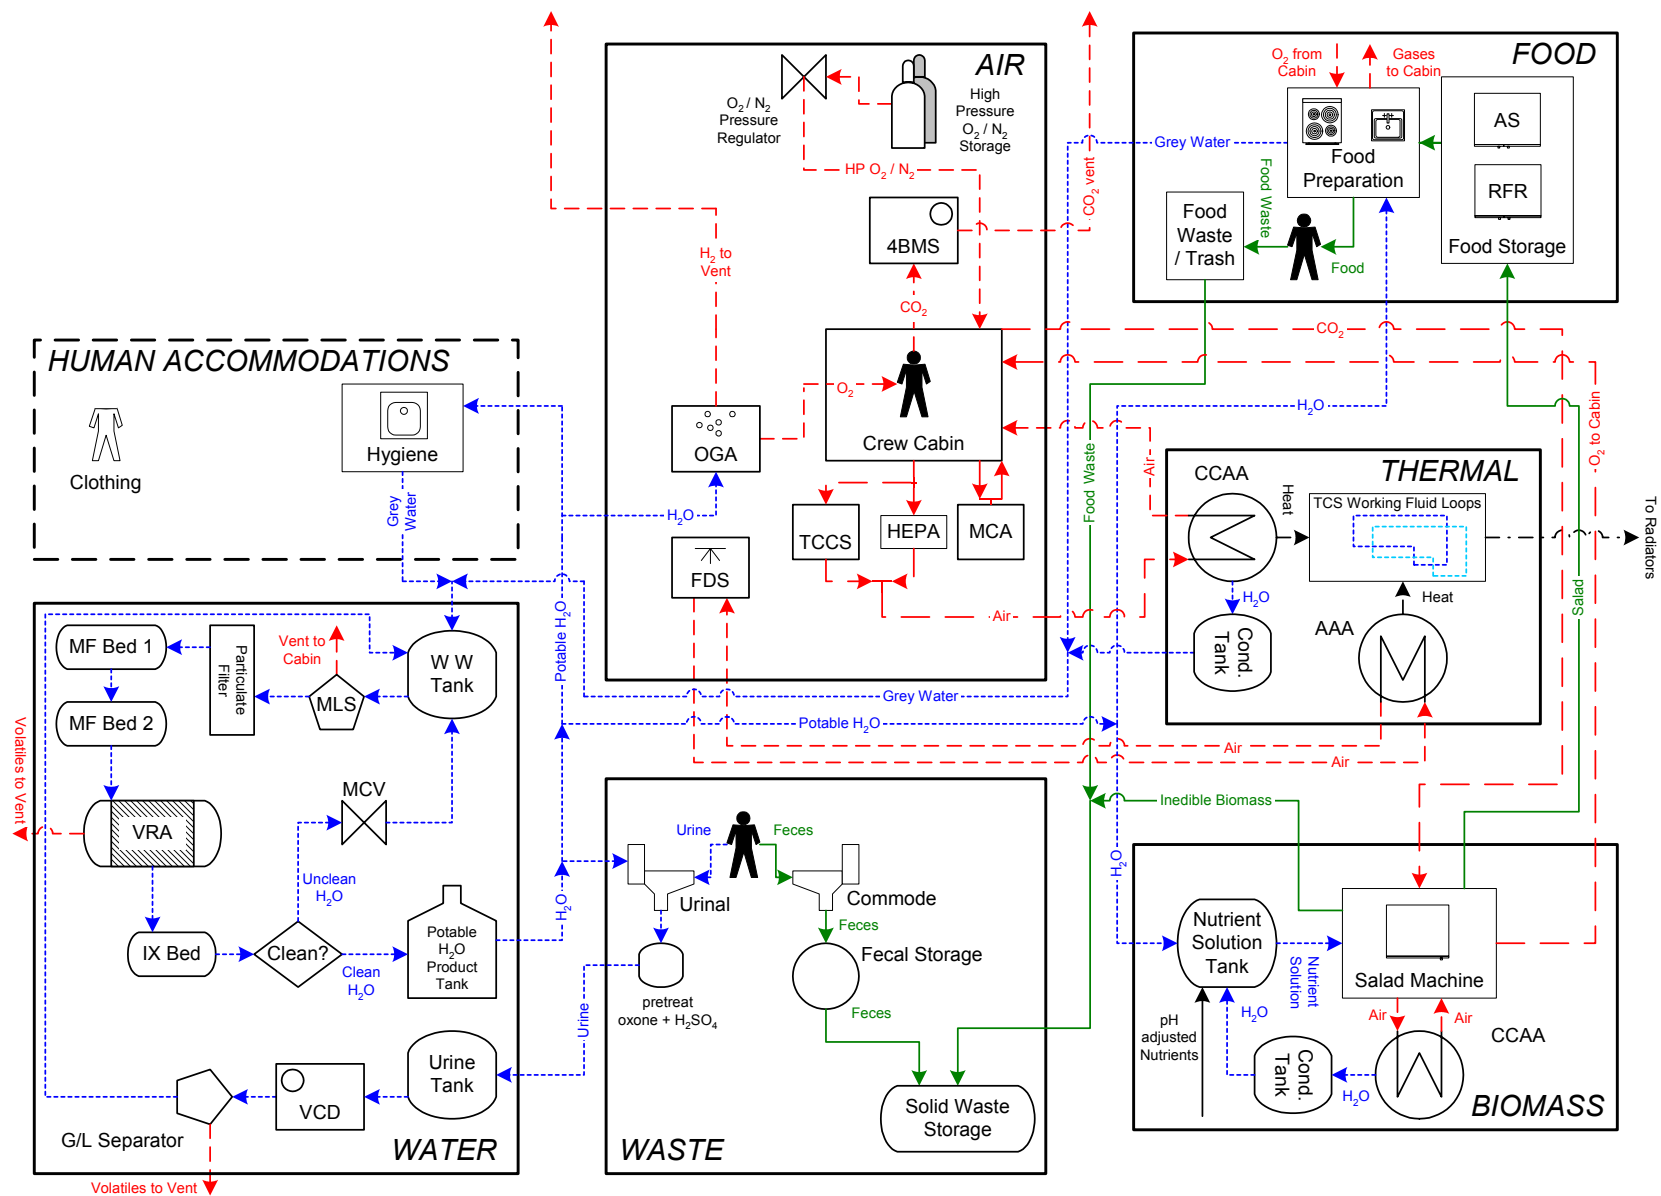 AIR
O2 / N2
Pressure
Regulator
High
Pressure
O2 / N2
Storage
HP O2 / N2
4BMS
CO2 vent
H2 to
Vent
CO2
O2
OGA
Crew Cabin
H2O
TCCS
HEPA
MCA
FDS
Air
FOOD
O2 from
Cabin
Gases
to Cabin
Grey Water
Food
Preparation
AS
RFR
Food Storage
Food Waste
Food
Waste
/ Trash
Food
CO2
H2O
O2 to Cabin
Food Waste
Salad
HUMAN ACCOMMODATIONS
Clothing
Hygiene
Grey
Water
Potable H2O
THERMAL
CCAA
Air
Heat
TCS Working Fluid Loops
To Radiators
H2O
Cond.
Tank
AAA
Heat
Grey Water
Potable H2O
Air
Air
WATER
MF Bed 1
MF Bed 2
Particulate
Filter
Vent to
Cabin
MLS
W W
Tank
Volatiles to Vent
VRA
MCV
Unclean
H2O
IX Bed
Clean?
Clean
H2O
Potable
H2O
Product
Tank
H2O
Urine
Urine
Tank
VCD
G/L Separator
Volatiles to Vent
WASTE
Urine
Feces
Urinal
Commode
Feces
Fecal Storage
pretreat
oxone + H2SO4
Feces
Solid Waste
Storage
BIOMASS
Inedible Biomass
H2O
Nutrient
Solution
Tank
Nutrient
Solution
Salad Machine
pH
adjusted
Nutrients
H2O
Cond.
Tank
H2O
Air
Air
CCAA